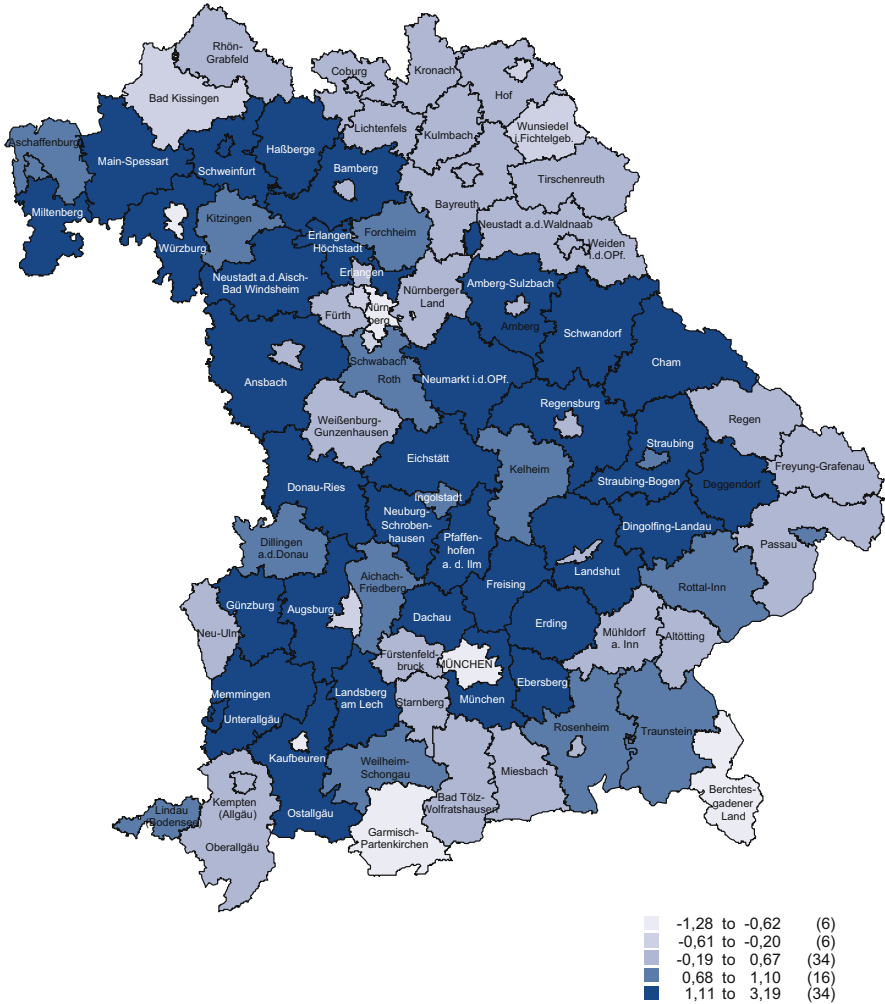 Rhön-
Grabfeld
Coburg
Kronach
Hof
Bad Kissingen
Lichtenfels
Kulmbach
Wunsiedel
i.Fichtelgeb.
Aschaffenburg
Main-Spessart
Haßberge
Schweinfurt
Bamberg
Tirschenreuth
Bayreuth
Miltenberg
Kitzingen
Neustadt a.d.Waldnaab
Würzburg
Forchheim
Erlangen-
Höchstadt
Weiden
i.d.OPf.
Erlangen
Neustadt a.d.Aisch-
Bad Windsheim
Nürnberger
Land
Amberg-Sulzbach
Nürn-
berg
Fürth
Amberg
Schwandorf
Schwabach
Cham
Roth
Ansbach
Neumarkt i.d.OPf.
Regensburg
Weißenburg-
Gunzenhausen
Regen
Straubing
Eichstätt
Kelheim
Freyung-Grafenau
Donau-Ries
Straubing-Bogen
Deggendorf
Ingolstadt
Neuburg-
Schroben-
hausen
Dingolfing-Landau
Dillingen
a.d.Donau
Pfaffen-
hofen
a. d. Ilm
Passau
Landshut
Aichach-
Friedberg
Freising
Rottal-Inn
Günzburg
Augsburg
Dachau
Erding
Neu-Ulm
Mühldorf
a. Inn
Altötting
Fürstenfeld-
bruck
MÜNCHEN
Ebersberg
Memmingen
Landsberg
am Lech
Starnberg
München
Unterallgäu
Rosenheim
Traunstein
Kaufbeuren
Weilheim-
Schongau
Miesbach
Berchtes-
gadener
Land
Kempten
(Allgäu)
Bad Tölz-
Wolfratshausen
Lindau
(Bodensee)
Ostallgäu
Garmisch-
Partenkirchen
Oberallgäu
-1,28 to -0,62 (6)
-0,61 to -0,20 (6)
-0,19 to 0,67 (34)
0,68 to 1,10 (16)
1,11 to 3,19 (34)